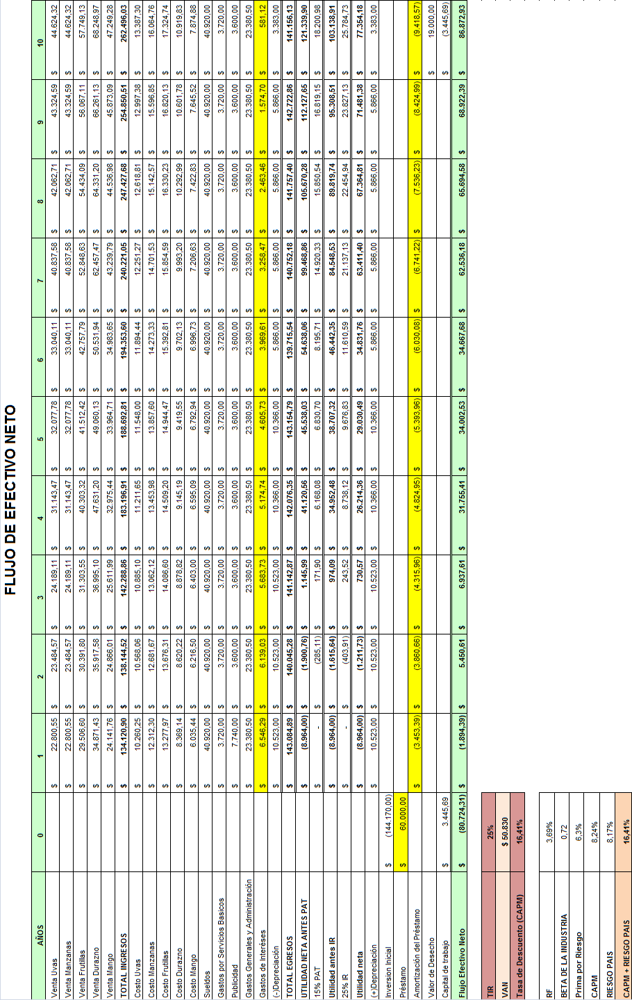 FLUJO DE EFECTIVO NETO
AÑOS 0 1 2 3 4 5 6 7 8 9 10
Venta Uvas $ 22.800,55 $ 23.484,57 $ 24.189,11 $ 31.143,47 $ 32.077,78 $ 33.040,11 $ 40.837,58 $ 42.062,71 $ 43.324,59 $ 44.624,32
Venta Manzanas $ 22.800,55 $ 23.484,57 $ 24.189,11 $ 31.143,47 $ 32.077,78 $ 33.040,11 $ 40.837,58 $ 42.062,71 $ 43.324,59 $ 44.624,32
Venta Frutillas $ 29.506,60 $ 30.391,80 $ 31.303,55 $ 40.303,32 $ 41.512,42 $ 42.757,79 $ 52.848,63 $ 54.434,09 $ 56.067,11 $ 57.749,13
Venta Durazno $ 34.871,43 $ 35.917,58 $ 36.995,10 $ 47.631,20 $ 49.060,13 $ 50.531,94 $ 62.457,47 $ 64.331,20 $ 66.261,13 $ 68.248,97
Venta Mango $ 24.141,76 $ 24.866,01 $ 25.611,99 $ 32.975,44 $ 33.964,71 $ 34.983,65 $ 43.239,79 $ 44.536,98 $ 45.873,09 $ 47.249,28
TOTAL INGRESOS $ 134.120,90 $ 138.144,52 $ 142.288,86 $ 183.196,91 $ 188.692,81 $ 194.353,60 $ 240.221,05 $ 247.427,68 $ 254.850,51 $ 262.496,03
Costo Uvas $ 10.260,25 $ 10.568,06 $ 10.885,10 $ 11.211,65 $ 11.548,00 $ 11.894,44 $ 12.251,27 $ 12.618,81 $ 12.997,38 $ 13.387,30
Costo Manzanas $ 12.312,30 $ 12.681,67 $ 13.062,12 $ 13.453,98 $ 13.857,60 $ 14.273,33 $ 14.701,53 $ 15.142,57 $ 15.596,85 $ 16.064,76
Costo Frutillas $ 13.277,97 $ 13.676,31 $ 14.086,60 $ 14.509,20 $ 14.944,47 $ 15.392,81 $ 15.854,59 $ 16.330,23 $ 16.820,13 $ 17.324,74
Costo Durazno $ 8.369,14 $ 8.620,22 $ 8.878,82 $ 9.145,19 $ 9.419,55 $ 9.702,13 $ 9.993,20 $ 10.292,99 $ 10.601,78 $ 10.919,83
Costo Mango $ 6.035,44 $ 6.216,50 $ 6.403,00 $ 6.595,09 $ 6.792,94 $ 6.996,73 $ 7.206,63 $ 7.422,83 $ 7.645,52 $ 7.874,88
Sueldos $ 40.920,00 $ 40.920,00 $ 40.920,00 $ 40.920,00 $ 40.920,00 $ 40.920,00 $ 40.920,00 $ 40.920,00 $ 40.920,00 $ 40.920,00
Gastos por Servicios Basicos $ 3.720,00 $ 3.720,00 $ 3.720,00 $ 3.720,00 $ 3.720,00 $ 3.720,00 $ 3.720,00 $ 3.720,00 $ 3.720,00 $ 3.720,00
Publicidad $ 7.740,00 $ 3.600,00 $ 3.600,00 $ 3.600,00 $ 3.600,00 $ 3.600,00 $ 3.600,00 $ 3.600,00 $ 3.600,00 $ 3.600,00
Gastos Generales y Administración $ 23.380,50 $ 23.380,50 $ 23.380,50 $ 23.380,50 $ 23.380,50 $ 23.380,50 $ 23.380,50 $ 23.380,50 $ 23.380,50 $ 23.380,50
Gastos de Interéses $ 6.546,29 $ 6.139,03 $ 5.683,73 $ 5.174,74 $ 4.605,73 $ 3.969,61 $ 3.258,47 $ 2.463,46 $ 1.574,70 $ 581,12
(-)Depreciación $ 10.523,00 $ 10.523,00 $ 10.523,00 $ 10.366,00 $ 10.366,00 $ 5.866,00 $ 5.866,00 $ 5.866,00 $ 5.866,00 $ 3.383,00
TOTAL EGRESOS $ 143.084,89 $ 140.045,28 $ 141.142,87 $ 142.076,35 $ 143.154,79 $ 139.715,54 $ 140.752,18 $ 141.757,40 $ 142.722,86 $ 141.156,13
UTILIDAD NETA ANTES PAT $ (8.964,00) $ (1.900,76) $ 1.145,99 $ 41.120,56 $ 45.538,03 $ 54.638,06 $ 99.468,86 $ 105.670,28 $ 112.127,65 $ 121.339,90
15% PAT $ - $ (285,11) $ 171,90 $ 6.168,08 $ 6.830,70 $ 8.195,71 $ 14.920,33 $ 15.850,54 $ 16.819,15 $ 18.200,98
Utilidad antes IR $ (8.964,00) $ (1.615,64) $ 974,09 $ 34.952,48 $ 38.707,32 $ 46.442,35 $ 84.548,53 $ 89.819,74 $ 95.308,51 $ 103.138,91
25% IR $ - $ (403,91) $ 243,52 $ 8.738,12 $ 9.676,83 $ 11.610,59 $ 21.137,13 $ 22.454,94 $ 23.827,13 $ 25.784,73
Utilidad neta $ (8.964,00) $ (1.211,73) $ 730,57 $ 26.214,36 $ 29.030,49 $ 34.831,76 $ 63.411,40 $ 67.364,81 $ 71.481,38 $ 77.354,18
(+)Depreciación $ 10.523,00 $ 10.523,00 $ 10.523,00 $ 10.366,00 $ 10.366,00 $ 5.866,00 $ 5.866,00 $ 5.866,00 $ 5.866,00 $ 3.383,00
Inversion Inicial $ (144.170,00)
Préstamo $ 60.000,00
Amortización del Préstamo $ (3.453,39) $ (3.860,66) $ (4.315,96) $ (4.824,95) $ (5.393,96) $ (6.030,08) $ (6.741,22) $ (7.536,23) $ (8.424,99) $ (9.418,57)
Valor de Desecho $ 19.000,00
Capital de trabajo $ 3.445,69 $ (3.445,69)
Flujo Efectivo Neto $ (80.724,31) $ (1.894,39) $ 5.450,61 $ 6.937,61 $ 31.755,41 $ 34.002,53 $ 34.667,68 $ 62.536,18 $ 65.694,58 $ 68.922,39 $ 86.872,93
TIR 25%
VAN $ 50.830
Tasa de Descuento (CAPM) 16,41%
RF 3,69%
BETA DE LA INDUSTRIA 0,72
Prima por Riesgo 6,3%
CAPM 8,24%
RIESGO PAIS 8,17%
CAPM + RIESGO PAIS 16,41%